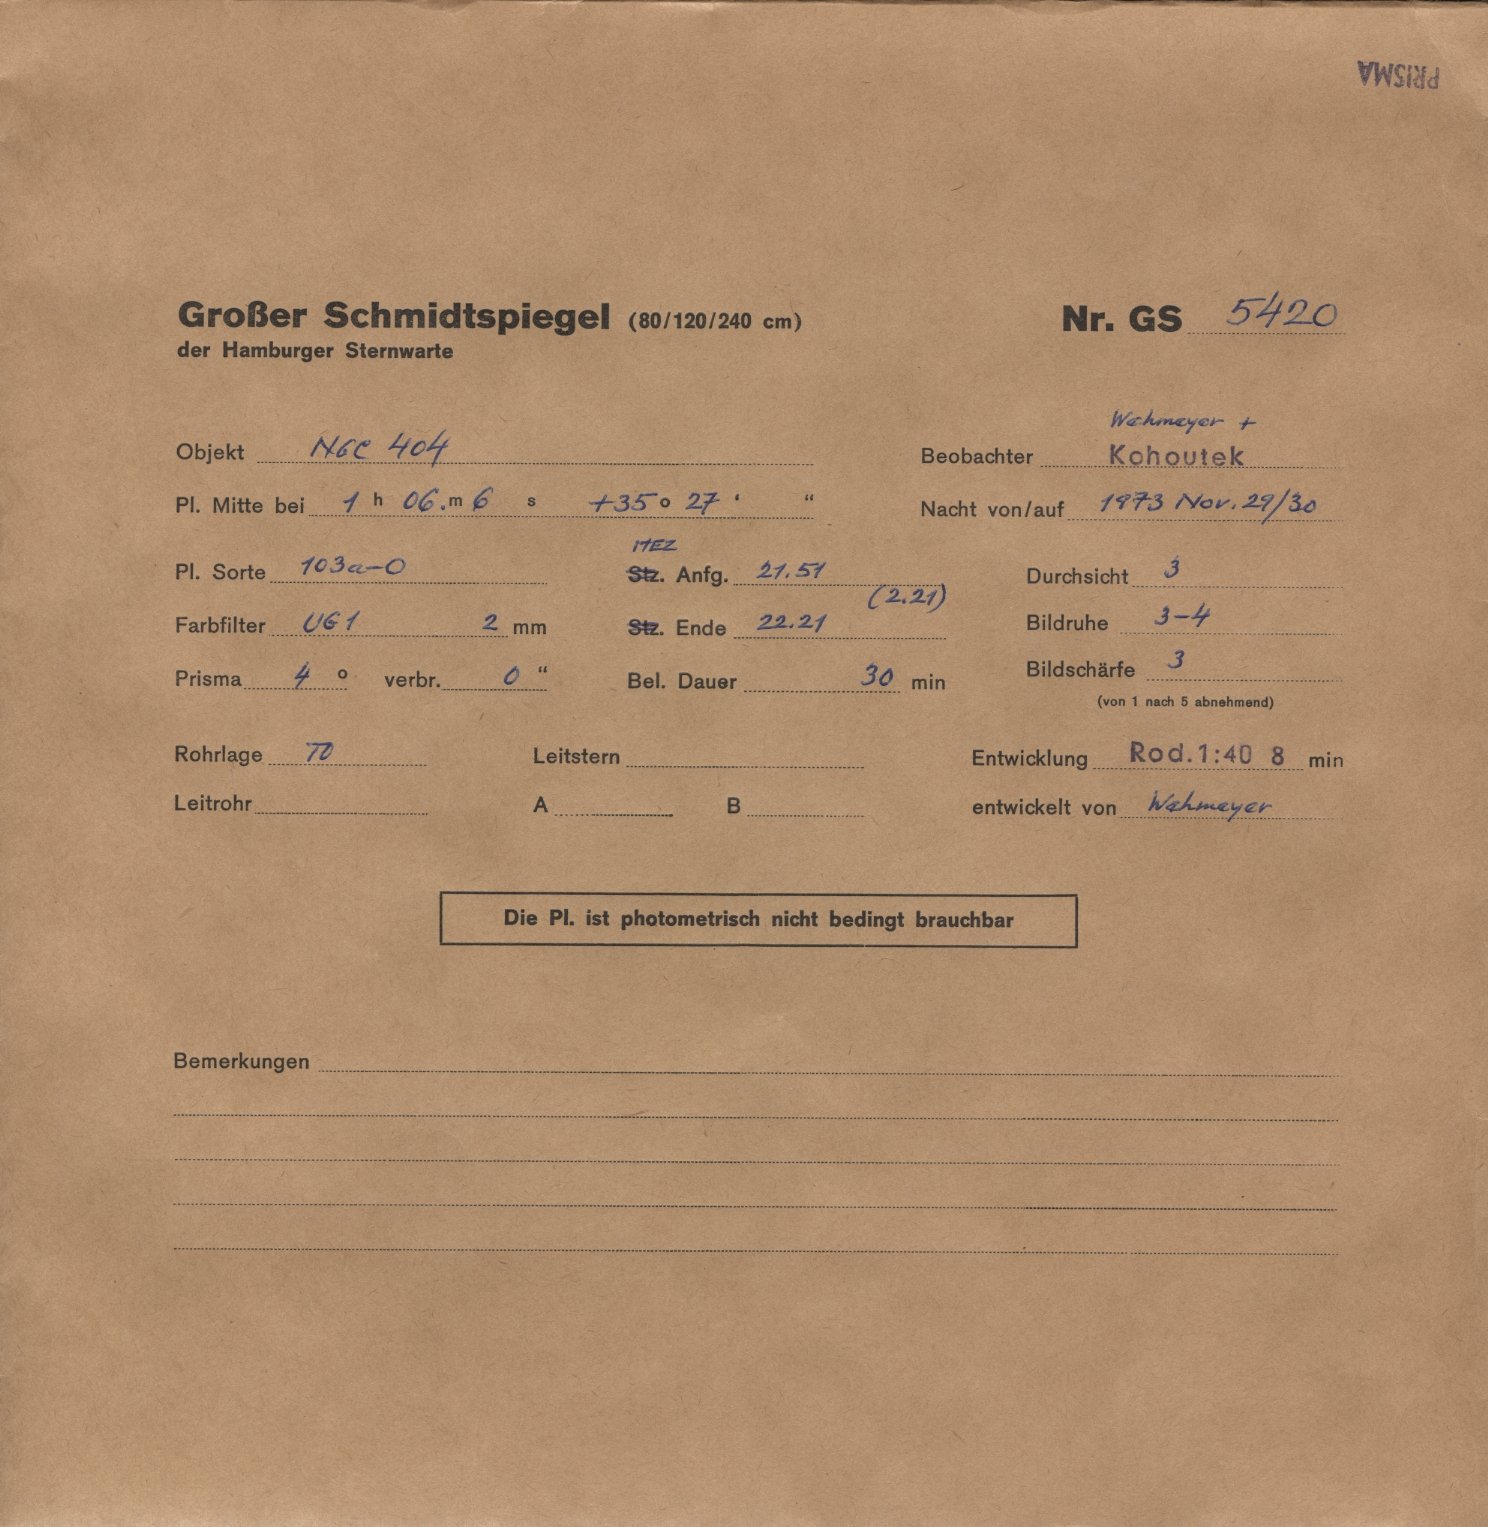 PRISMA
Großer Schmidtspiegel (80/120/240 cm) Nr. GS 5420
der Hamburger Sternwarte
Wehmeyer +
Objekt NGC 404 Beobachter Kohoutek
Pl. Mitte bei 1 h 06.m 6 s +35 o 27 ' “ Nacht von/auf 1973 Nov. 29/30
MEZ
Pl. Sorte 103a-O Stz. Anfg. 21.51 Durchsicht 3
(2.21)
Farbfilter UG1 2 mm Stz. Ende 22.21 Bildruhe 3-4
Prisma 4 o verbr. 0 “ Bel. Dauer 30 min Bildschärfe 3
(von 1 nach 5 abnehmend)
Rohrlage TO Leitstern Entwicklung Rod.1:40 8 min
Leitrohr A B entwickelt von Wehmeyer
Die Pl. ist photometrisch nicht bedingt brauchbar
Bemerkungen